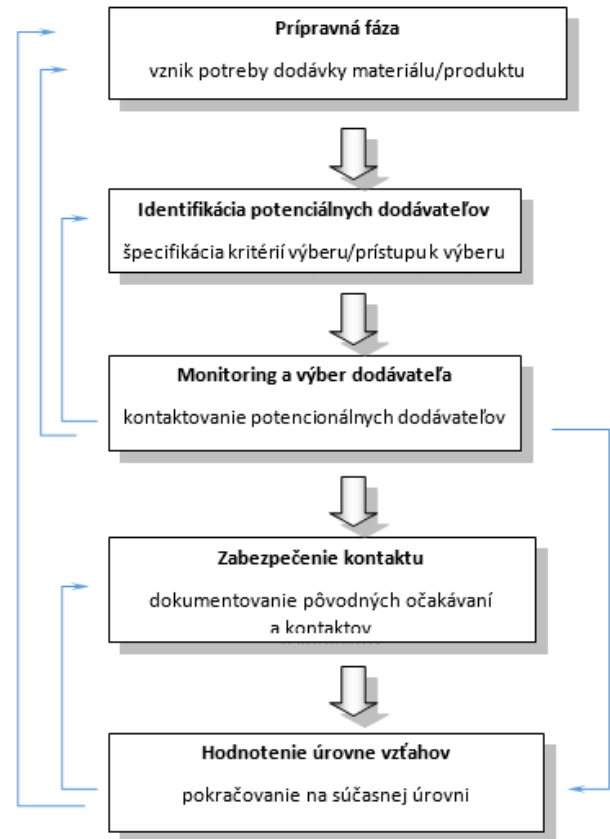 Prípravná fáza
vznik potreby dodávky materiálu/produktu
Identifikácia potenciálnych dodávateľov
špecifikácia kritérií výberu/prístupu k výberu
Monitoring a výber dodávateľa
kontaktovanie potencionálnych dodávateľov
Zabezpečenie kontaktu
dokumentovanie pôvodných očakávaní
a kontaktov
Hodnotenie úrovne vzťahov
pokračovanie na súčasnej úrovni